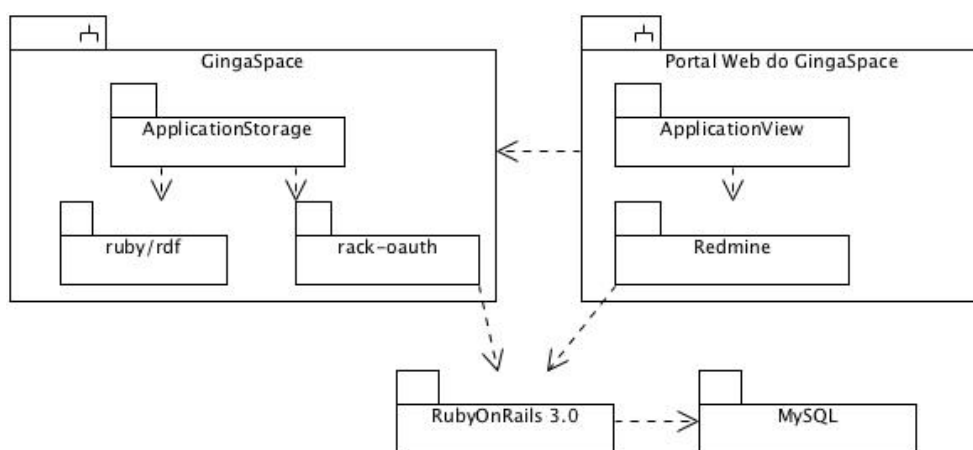 GingaSpace
Portal Web do GingaSpace
ApplicationStorage
ApplicationView
ruby/rdf
rack-oauth
Redmine
RubyOnRails 3.0
MySQL